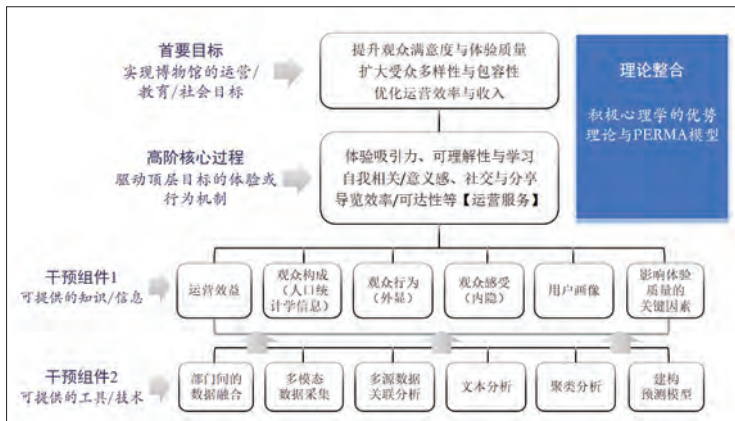 首要目标
实现博物馆的运营/
教育/社会目标
提升观众满意度与体验质量
扩大受众多样性与包容性
优化运营效率与收入
理论整合
积极心理学的优势
理论与PERMA模型
高阶核心过程
驱动顶层目标的体验或
行为机制
体验吸引力、可理解性与学习
自我相关/意义感、社交与分享
导览效率/可达性等【运营服务】
干预组件1
可提供的知识/信息
运营效益
观众构成
（人口统
计学信息）
观众行为
（外显）
观众感受
（内隐）
用户画像
影响体验
质量的
关键因素
干预组件2
可提供的工具/技术
部门间的
数据融合
多模态
数据采集
多源数据
关联分析
文本分析
聚类分析
建构
预测模型